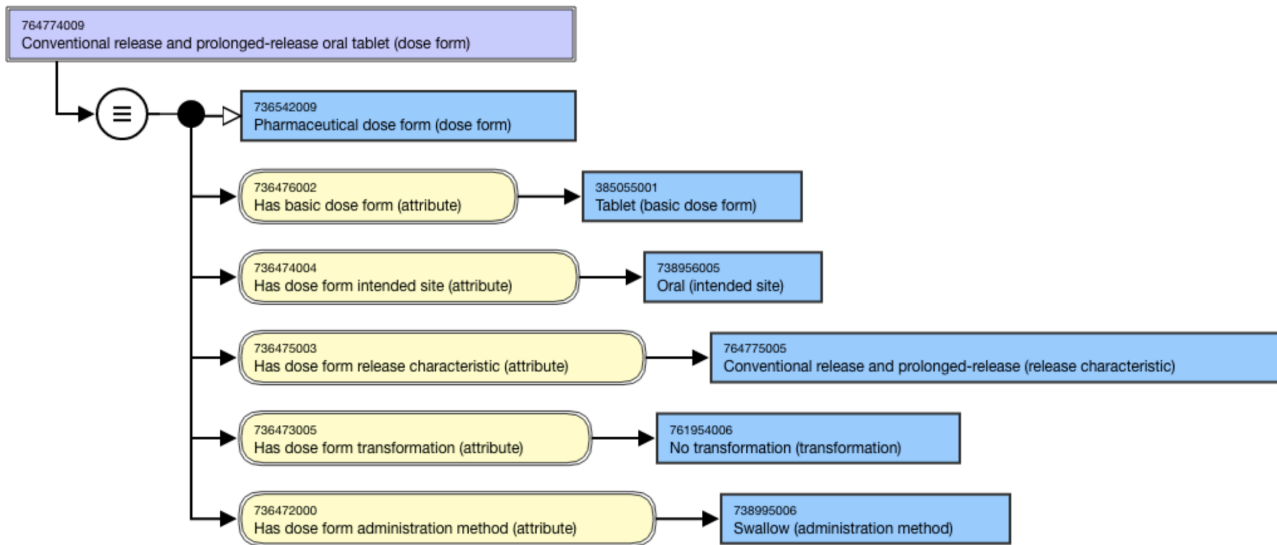 764774009
Conventional release and prolonged-release oral tablet (dose form)
736542009
Pharmaceutical dose form (dose form)
736476002
Has basic dose form (attribute)
385055001
Tablet (basic dose form)
736474004
Has dose form intended site (attribute)
738956005
Oral (intended site)
736475003
Has dose form release characteristic (attribute)
764775005
Conventional release and prolonged-release (release characteristic)
736473005
Has dose form transformation (attribute)
761954006
No transformation (transformation)
736472000
Has dose form administration method (attribute)
738995006
Swallow (administration method)